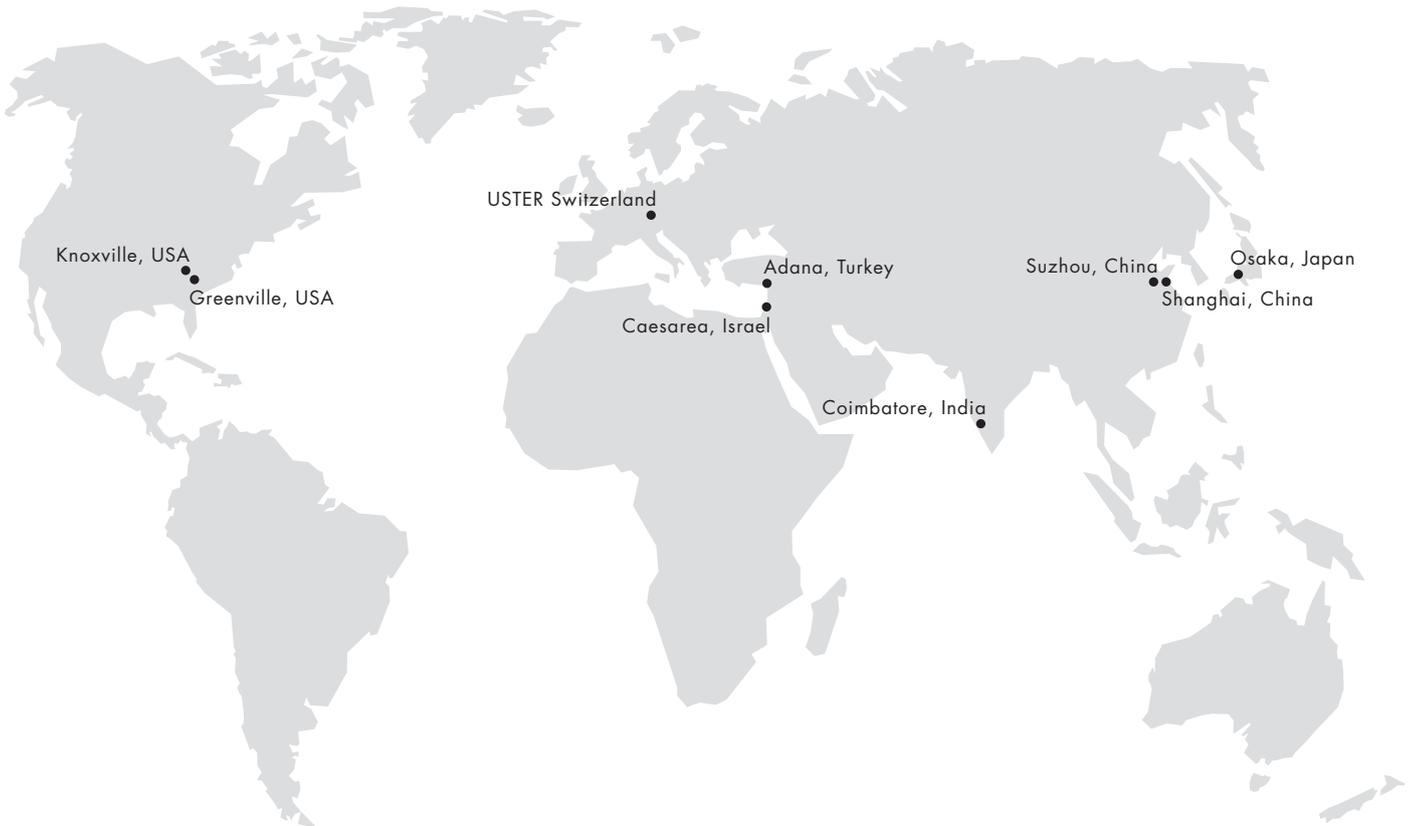 USTER Switzerland
Knoxville, USA
Greenville, USA
Adana, Turkey
Caesarea, Israel
Suzhou, China
Osaka, Japan
Shanghai, China
Coimbatore, India